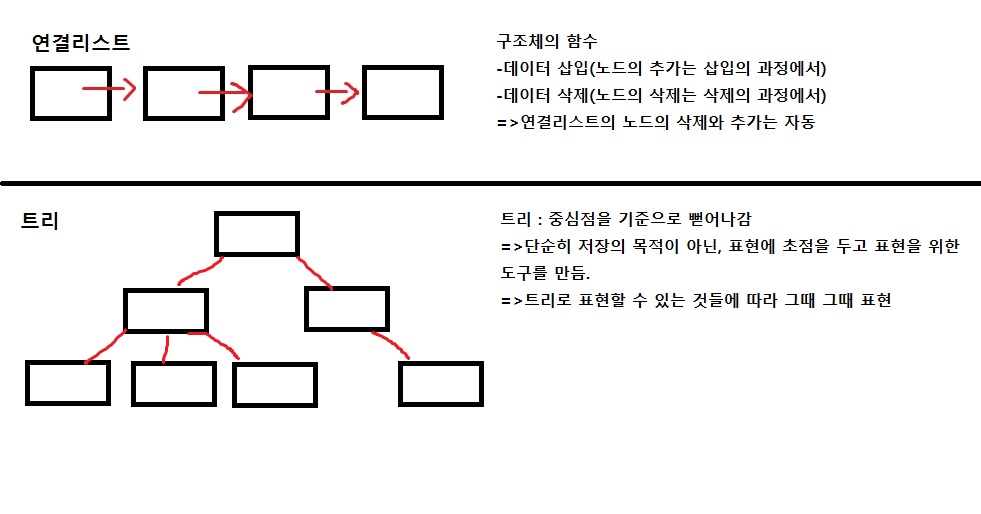 연결리스트
구조체의 함수
-데이터 삽입(노드의 추가는 삽입의 과정에서)
-데이터 삭제(노드의 삭제는 삭제의 과정에서)
=>연결리스트의 노드의 삭제와 추가는 자동
트리
트리 : 중심점을 기준으로 뻗어나감
=>단순히 저장의 목적이 아닌, 표현에 초점을 두고 표현을 위한
도구를 만듬.
=>트리로 표현할 수 있는 것들에 따라 그때 그때 표현